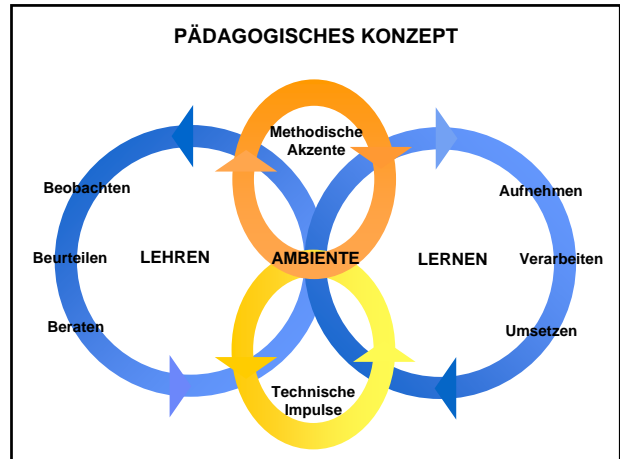 PÄDAGOGISCHES KONZEPT
Methodische
Akzente
Beobachten
Aufnehmen
Beurteilen
LEHREN
AMBIENTE
LERNEN
Verarbeiten
Beraten
Umsetzen
Technische
Impulse